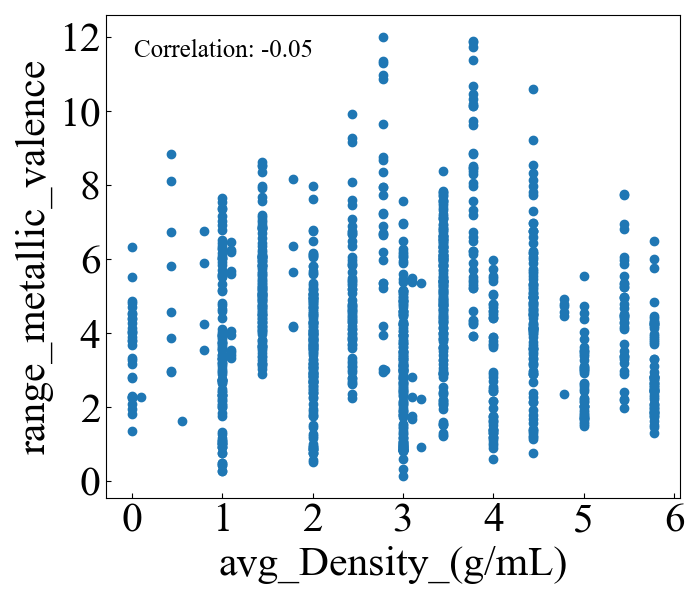 Correlation: -0.05
range_metallic_valence
12
10
8
6
4
2
0
0 1 2 3 4 5 6
avg_Density_(g/mL)